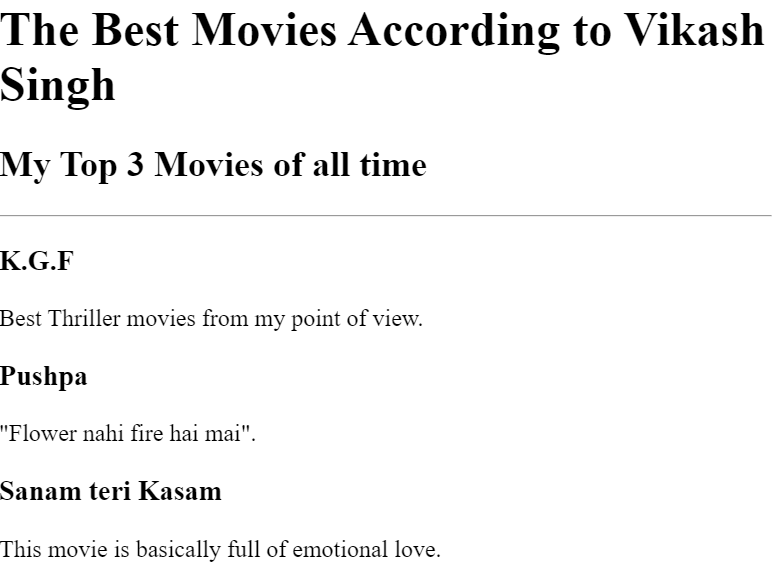 The Best Movies According to Vikash
Singh
My Top 3 Movies of all time
K.G.F
Best Thriller movies from my point of view.
Pushpa
"Flower nahi fire hai mai".
Sanam teri Kasam
This movie is basically full of emotional love.